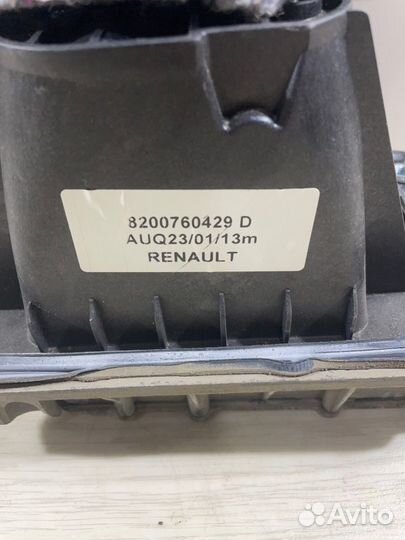 8200760429 D
AUQ23/01/13m
RENAULT
Avito